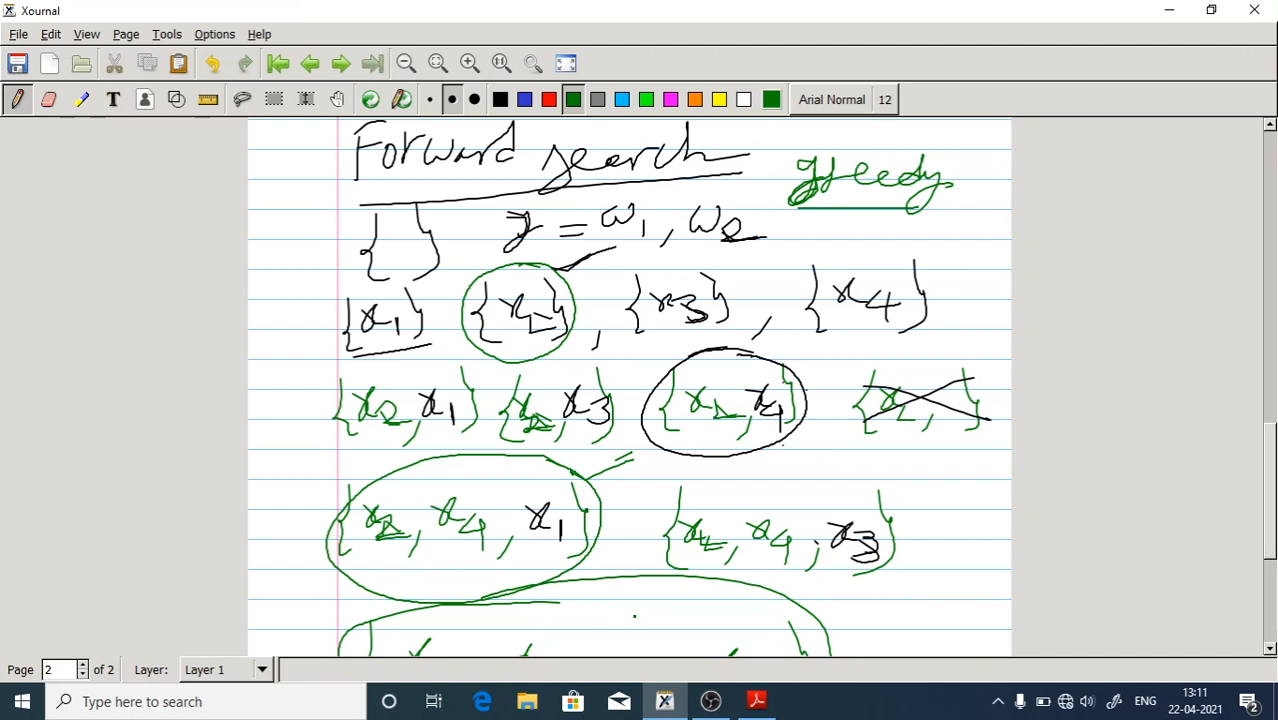 Xournal
File Edit View Page Tools Options Help
Arial Normal 12
Forward search
greedy
{ } y = ω1, ω2
{x1} {x2}, {x3}, {x4}
{x2, x1} {x2, x3} {x2, x4} {x2, }
{x2, x4, x1} {x2, x4, x3}
Page 2 of 2 Layer: Layer 1
Type here to search
ENG
13:11
22-04-2021
2